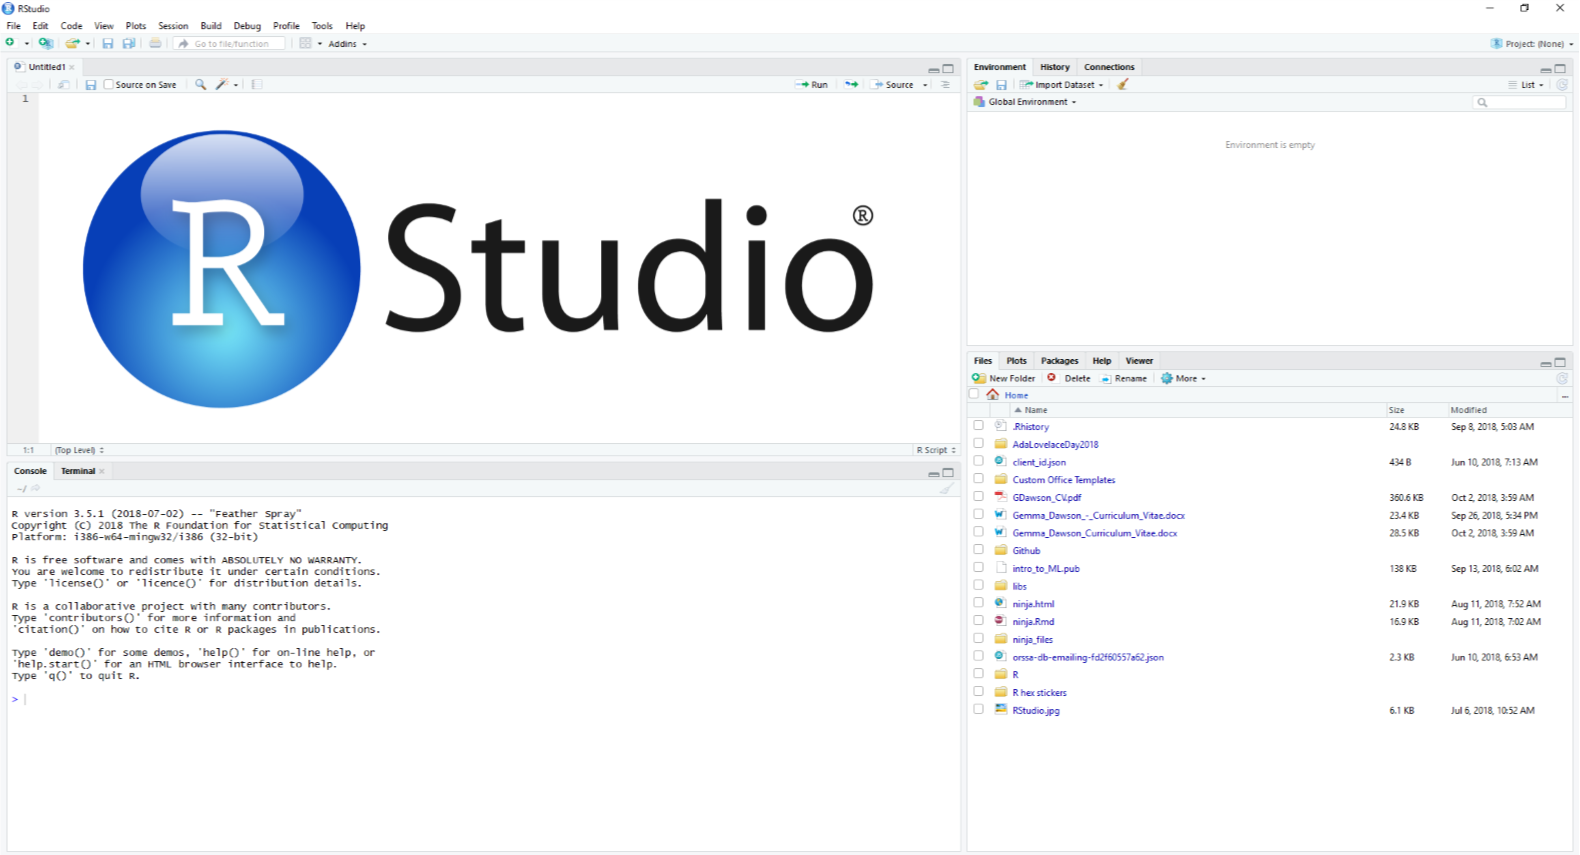 RStudio
File Edit Code View Plots Session Build Debug Profile Tools Help
Go to file/function Addins
Project: (None)
Untitled1
Source on Save Run Source
1
R Studio®
1:1 (Top Level) R Script
Console Terminal
~/
R version 3.5.1 (2018-07-02) -- "Feather Spray"
Copyright (C) 2018 The R Foundation for Statistical Computing
Platform: i386-w64-mingw32/i386 (32-bit)
R is free software and comes with ABSOLUTELY NO WARRANTY.
You are welcome to redistribute it under certain conditions.
Type 'license()' or 'licence()' for distribution details.
R is a collaborative project with many contributors.
Type 'contributors()' for more information and
'citation()' on how to cite R or R packages in publications.
Type 'demo()' for some demos, 'help()' for on-line help, or
'help.start()' for an HTML browser interface to help.
Type 'q()' to quit R.
>
Environment History Connections
Import Dataset List
Global Environment
Environment is empty
Files Plots Packages Help Viewer
New Folder Delete Rename More
Home ...
Name Size Modified
.Rhistory 24.8 KB Sep 8, 2018, 5:03 AM
AdaLovelaceDay2018
client_id.json 434 B Jun 10, 2018, 7:13 AM
Custom Office Templates
GDawson_CV.pdf 360.6 KB Oct 2, 2018, 3:59 AM
Gemma_Dawson_-_Curriculum_Vitae.docx 23.4 KB Sep 26, 2018, 5:34 PM
Gemma_Dawson_Curriculum_Vitae.docx 28.5 KB Oct 2, 2018, 3:59 AM
Github
intro_to_ML.pub 138 KB Sep 13, 2018, 6:02 AM
libs
ninja.html 21.9 KB Aug 11, 2018, 7:52 AM
ninja.Rmd 16.9 KB Aug 11, 2018, 7:02 AM
ninja_files
orssa-db-emailing-fd2f60557a62.json 2.3 KB Jun 10, 2018, 6:53 AM
R
R hex stickers
RStudio.jpg 6.1 KB Jul 6, 2018, 10:52 AM